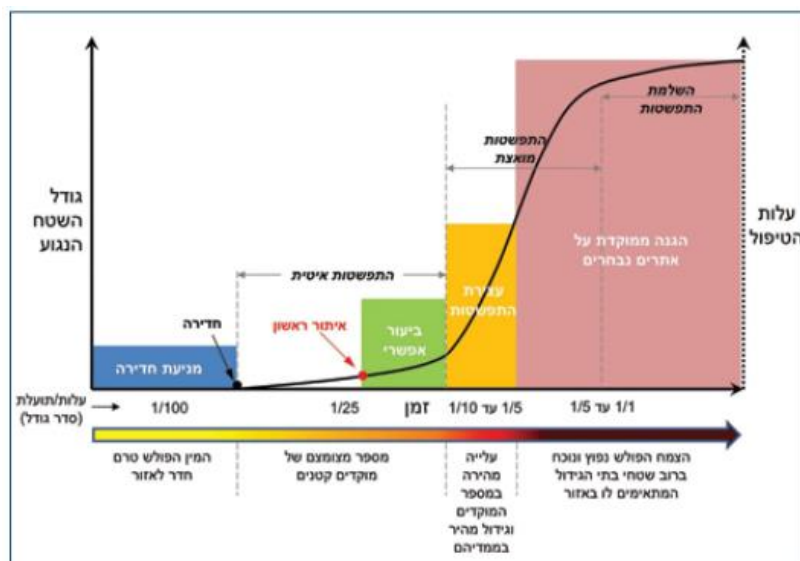 גודל
השטח
הנגוע
עלות
הטיפול
השלמת
התפשטות
התפשטות
מואצת
הגנה ממוקדת על
אתרים נבחרים
התפשטות איטית
עצירת
התפשטות
חדירה
איתור ראשון
ביעור
אפשרי
מניעת חדירה
עלות/תועלת
(סדר גודל)
1/100
1/25
זמן
1/10 עד 1/5
1/5 עד 1/1
המין הפולש טרם
חדר לאזור
מספר מצומצם של
מוקדים קטנים
עלייה
מהירה
במספר
המוקדים
וגידול מהיר
בממדיהם
הצמח הפולש נפוץ ונוכח
ברוב שטחי בתי הגידול
המתאימים לו באזור